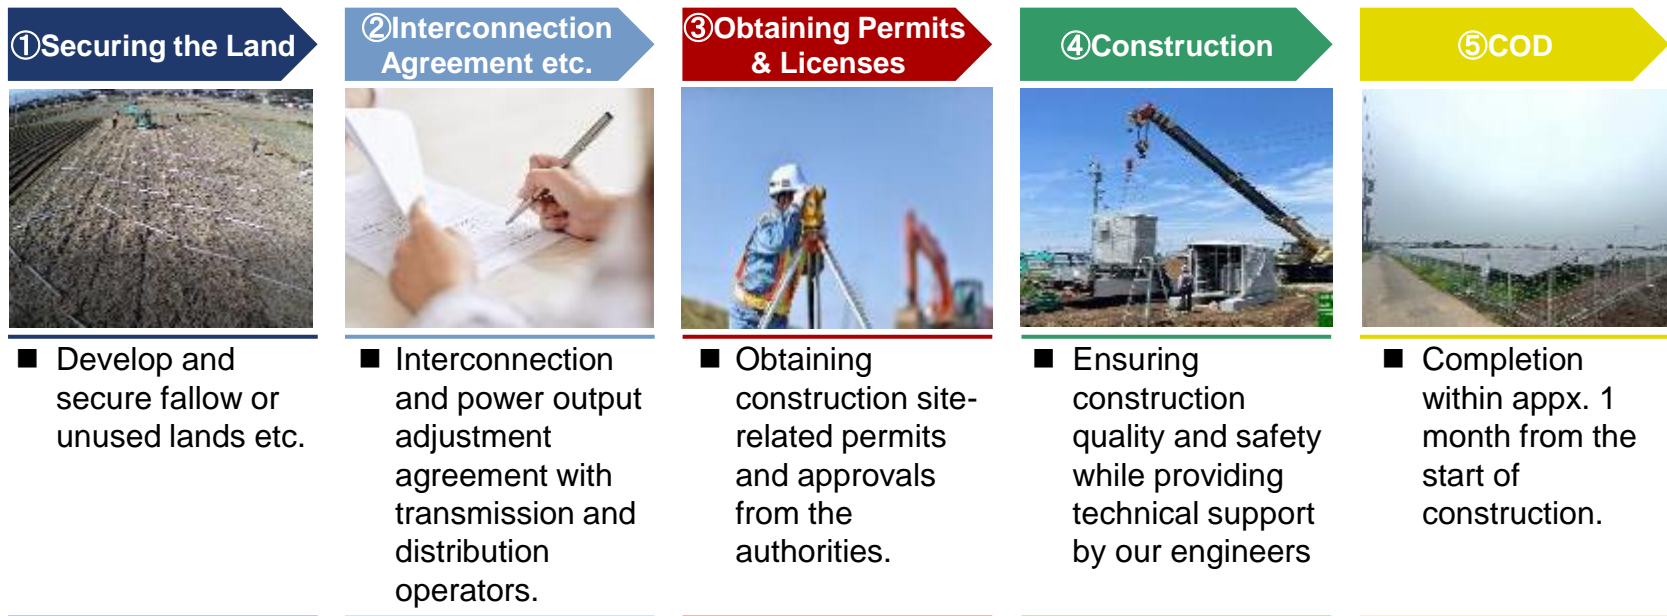 ①Securing the Land
②Interconnection
Agreement etc.
③Obtaining Permits
& Licenses
④Construction
⑤COD
■ Develop and
secure fallow or
unused lands etc.
■ Interconnection
and power output
adjustment
agreement with
transmission and
distribution
operators.
■ Obtaining
construction site-
related permits
and approvals
from the
authorities.
■ Ensuring
construction
quality and safety
while providing
technical support
by our engineers
■ Completion
within appx. 1
month from the
start of
construction.